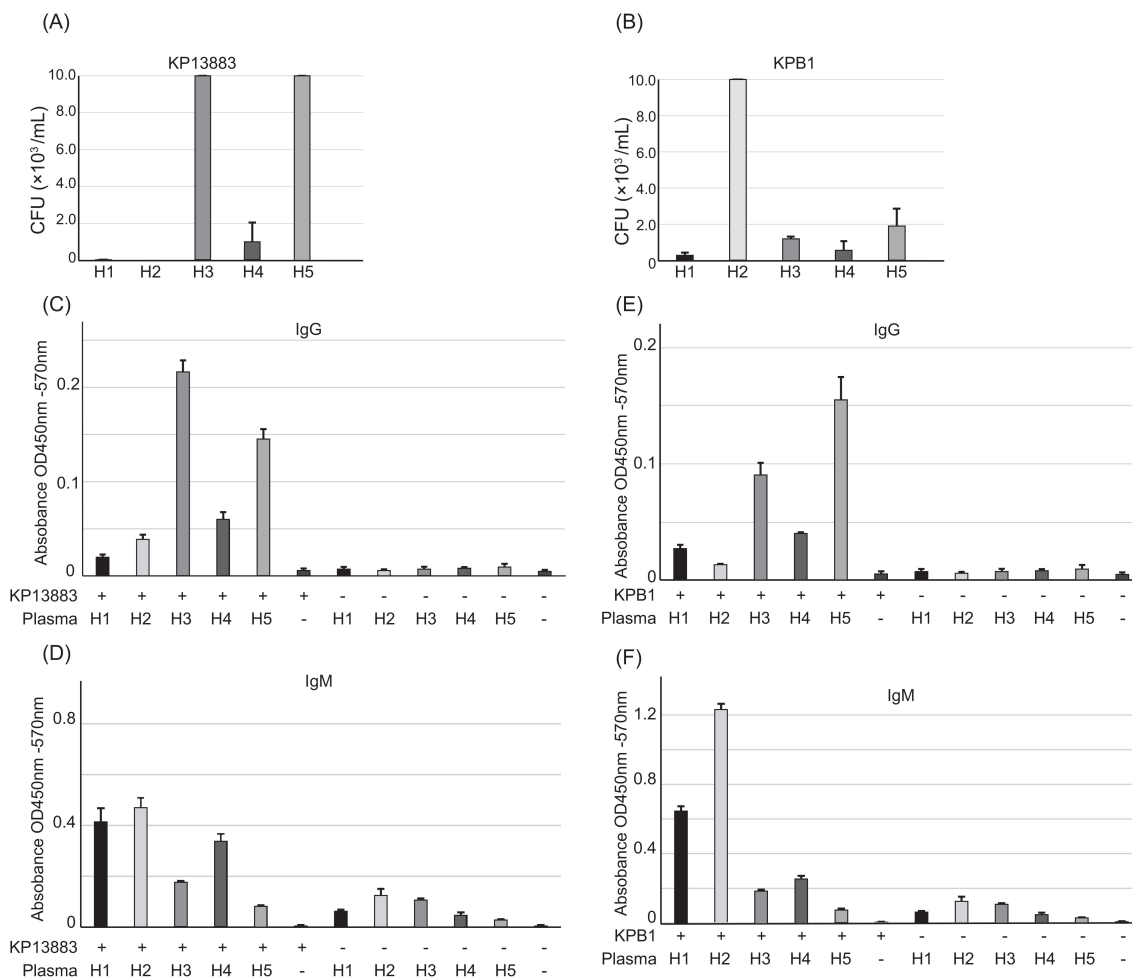 (A)
KP13883
CFU (×10³ /mL)
10.0
8.0
6.0
4.0
2.0
0
H1 H2 H3 H4 H5
(B)
KPB1
CFU (×10³ /mL)
10.0
8.0
6.0
4.0
2.0
0
H1 H2 H3 H4 H5
(C)
IgG
Absobance OD450nm -570nm
0.2
0.1
0
KP13883 + + + + + + - - - - - -
Plasma H1 H2 H3 H4 H5 - H1 H2 H3 H4 H5 -
(E)
IgG
Absobance OD450nm -570nm
0.2
0.1
0
KPB1 + + + + + + - - - - - -
Plasma H1 H2 H3 H4 H5 - H1 H2 H3 H4 H5 -
(D)
IgM
Absobance OD450nm -570nm
0.8
0.4
0
KP13883 + + + + + + - - - - - -
Plasma H1 H2 H3 H4 H5 - H1 H2 H3 H4 H5 -
(F)
IgM
Absobance OD450nm -570nm
1.2
0.8
0.4
0
KPB1 + + + + + + - - - - - -
Plasma H1 H2 H3 H4 H5 - H1 H2 H3 H4 H5 -